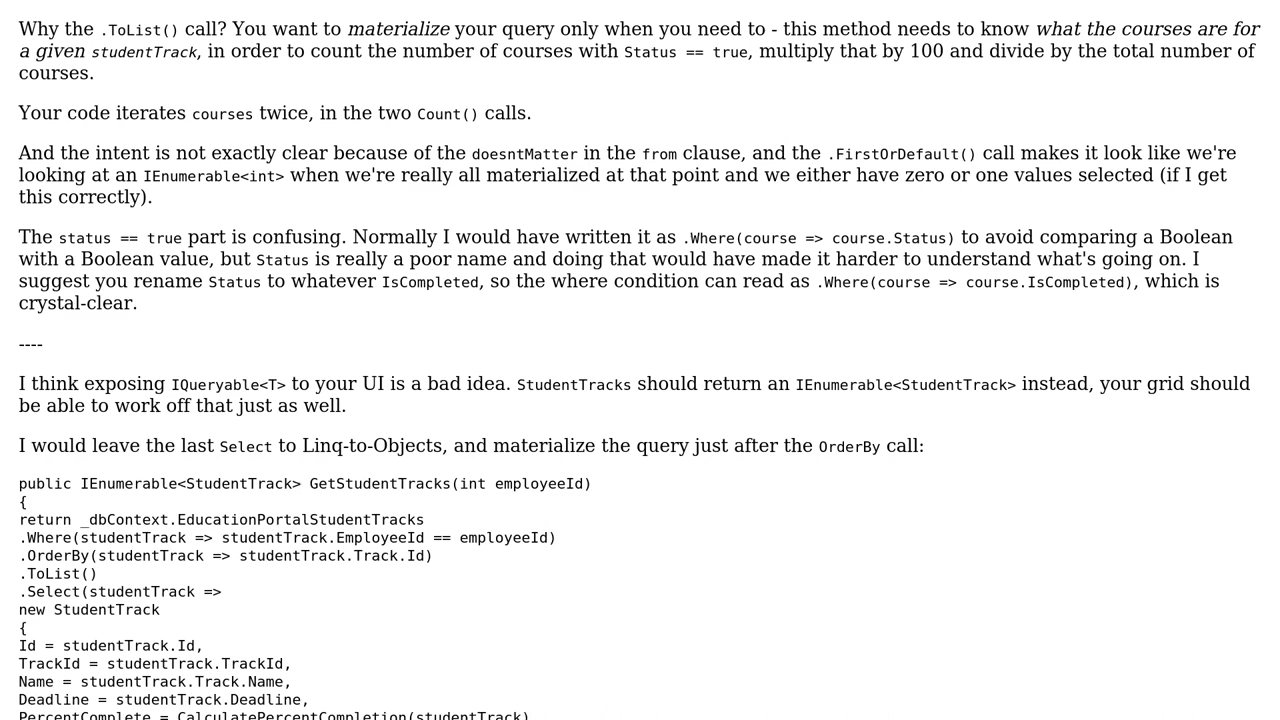 Why the .ToList() call? You want to materialize your query only when you need to - this method needs to know what the courses are for
a given studentTrack, in order to count the number of courses with Status == true, multiply that by 100 and divide by the total number of
courses.
Your code iterates courses twice, in the two Count() calls.
And the intent is not exactly clear because of the doesntMatter in the from clause, and the .FirstOrDefault() call makes it look like we're
looking at an IEnumerable<int> when we're really all materialized at that point and we either have zero or one values selected (if I get
this correctly).
The status == true part is confusing. Normally I would have written it as .Where(course => course.Status) to avoid comparing a Boolean
with a Boolean value, but Status is really a poor name and doing that would have made it harder to understand what's going on. I
suggest you rename Status to whatever IsCompleted, so the where condition can read as .Where(course => course.IsCompleted), which is
crystal-clear.
----
I think exposing IQueryable<T> to your UI is a bad idea. StudentTracks should return an IEnumerable<StudentTrack> instead, your grid should
be able to work off that just as well.
I would leave the last Select to Linq-to-Objects, and materialize the query just after the OrderBy call:
public IEnumerable<StudentTrack> GetStudentTracks(int employeeId)
{
return _dbContext.EducationPortalStudentTracks
.Where(studentTrack => studentTrack.EmployeeId == employeeId)
.OrderBy(studentTrack => studentTrack.Track.Id)
.ToList()
.Select(studentTrack =>
new StudentTrack
{
Id = studentTrack.Id,
TrackId = studentTrack.TrackId,
Name = studentTrack.Track.Name,
Deadline = studentTrack.Deadline,
PercentComplete = CalculatePercentCompletion(studentTrack)